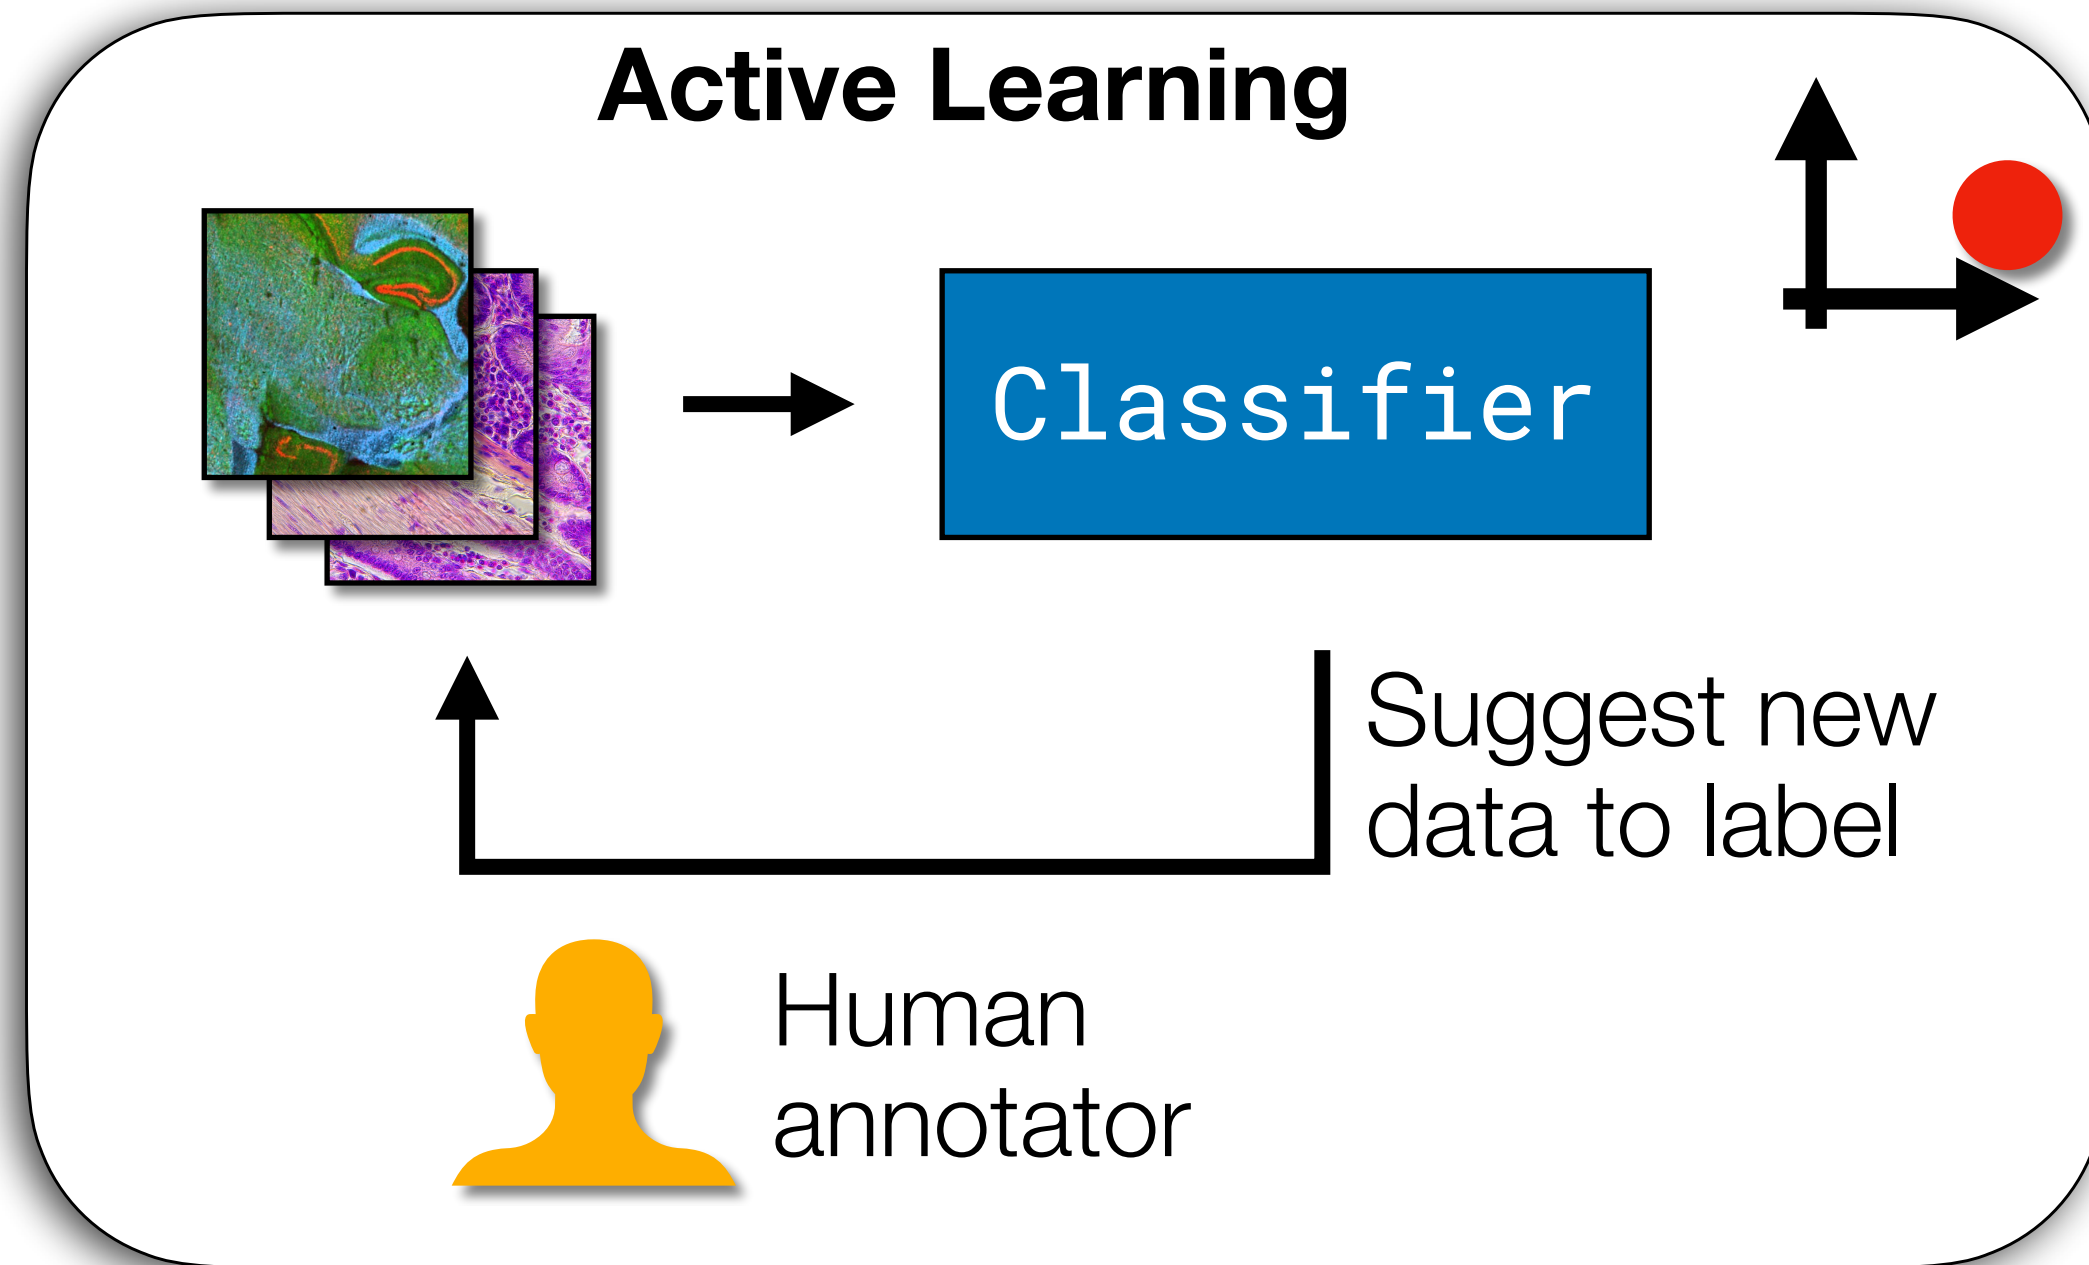 Active Learning
Classifier
Suggest new
data to label
Human
annotator